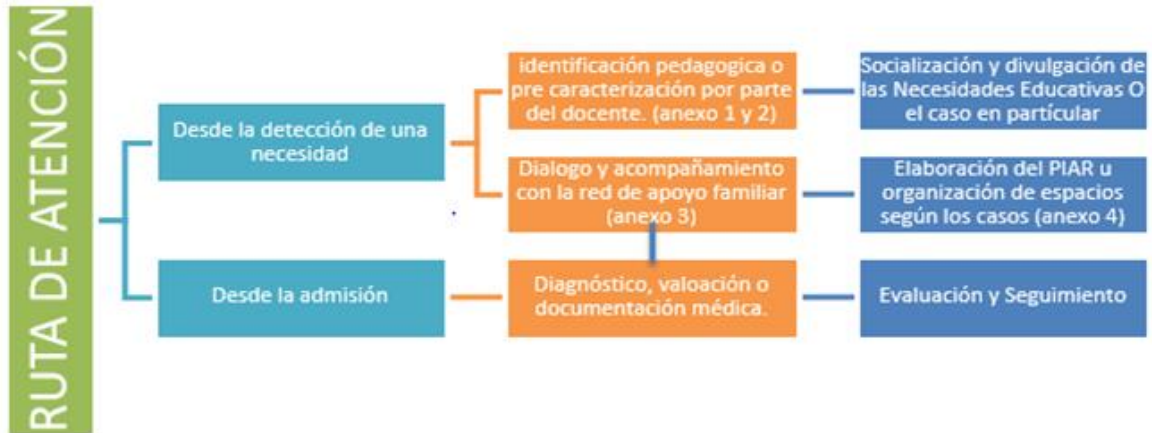 RUTA DE ATENCIÓN
Desde la detección de una
necesidad
identificación pedagogica o
pre caracterización por parte
del docente. (anexo 1 y 2)
Socialización y divulgación de
las Necesidades Educativas O
el caso en partícular
Dialogo y acompañamiento
con la red de apoyo familiar
(anexo 3)
Elaboración del PIAR u
organización de espacios
según los casos (anexo 4)
Desde la admisión
Diagnóstico, valoación o
documentación médica.
Evaluación y Seguimiento